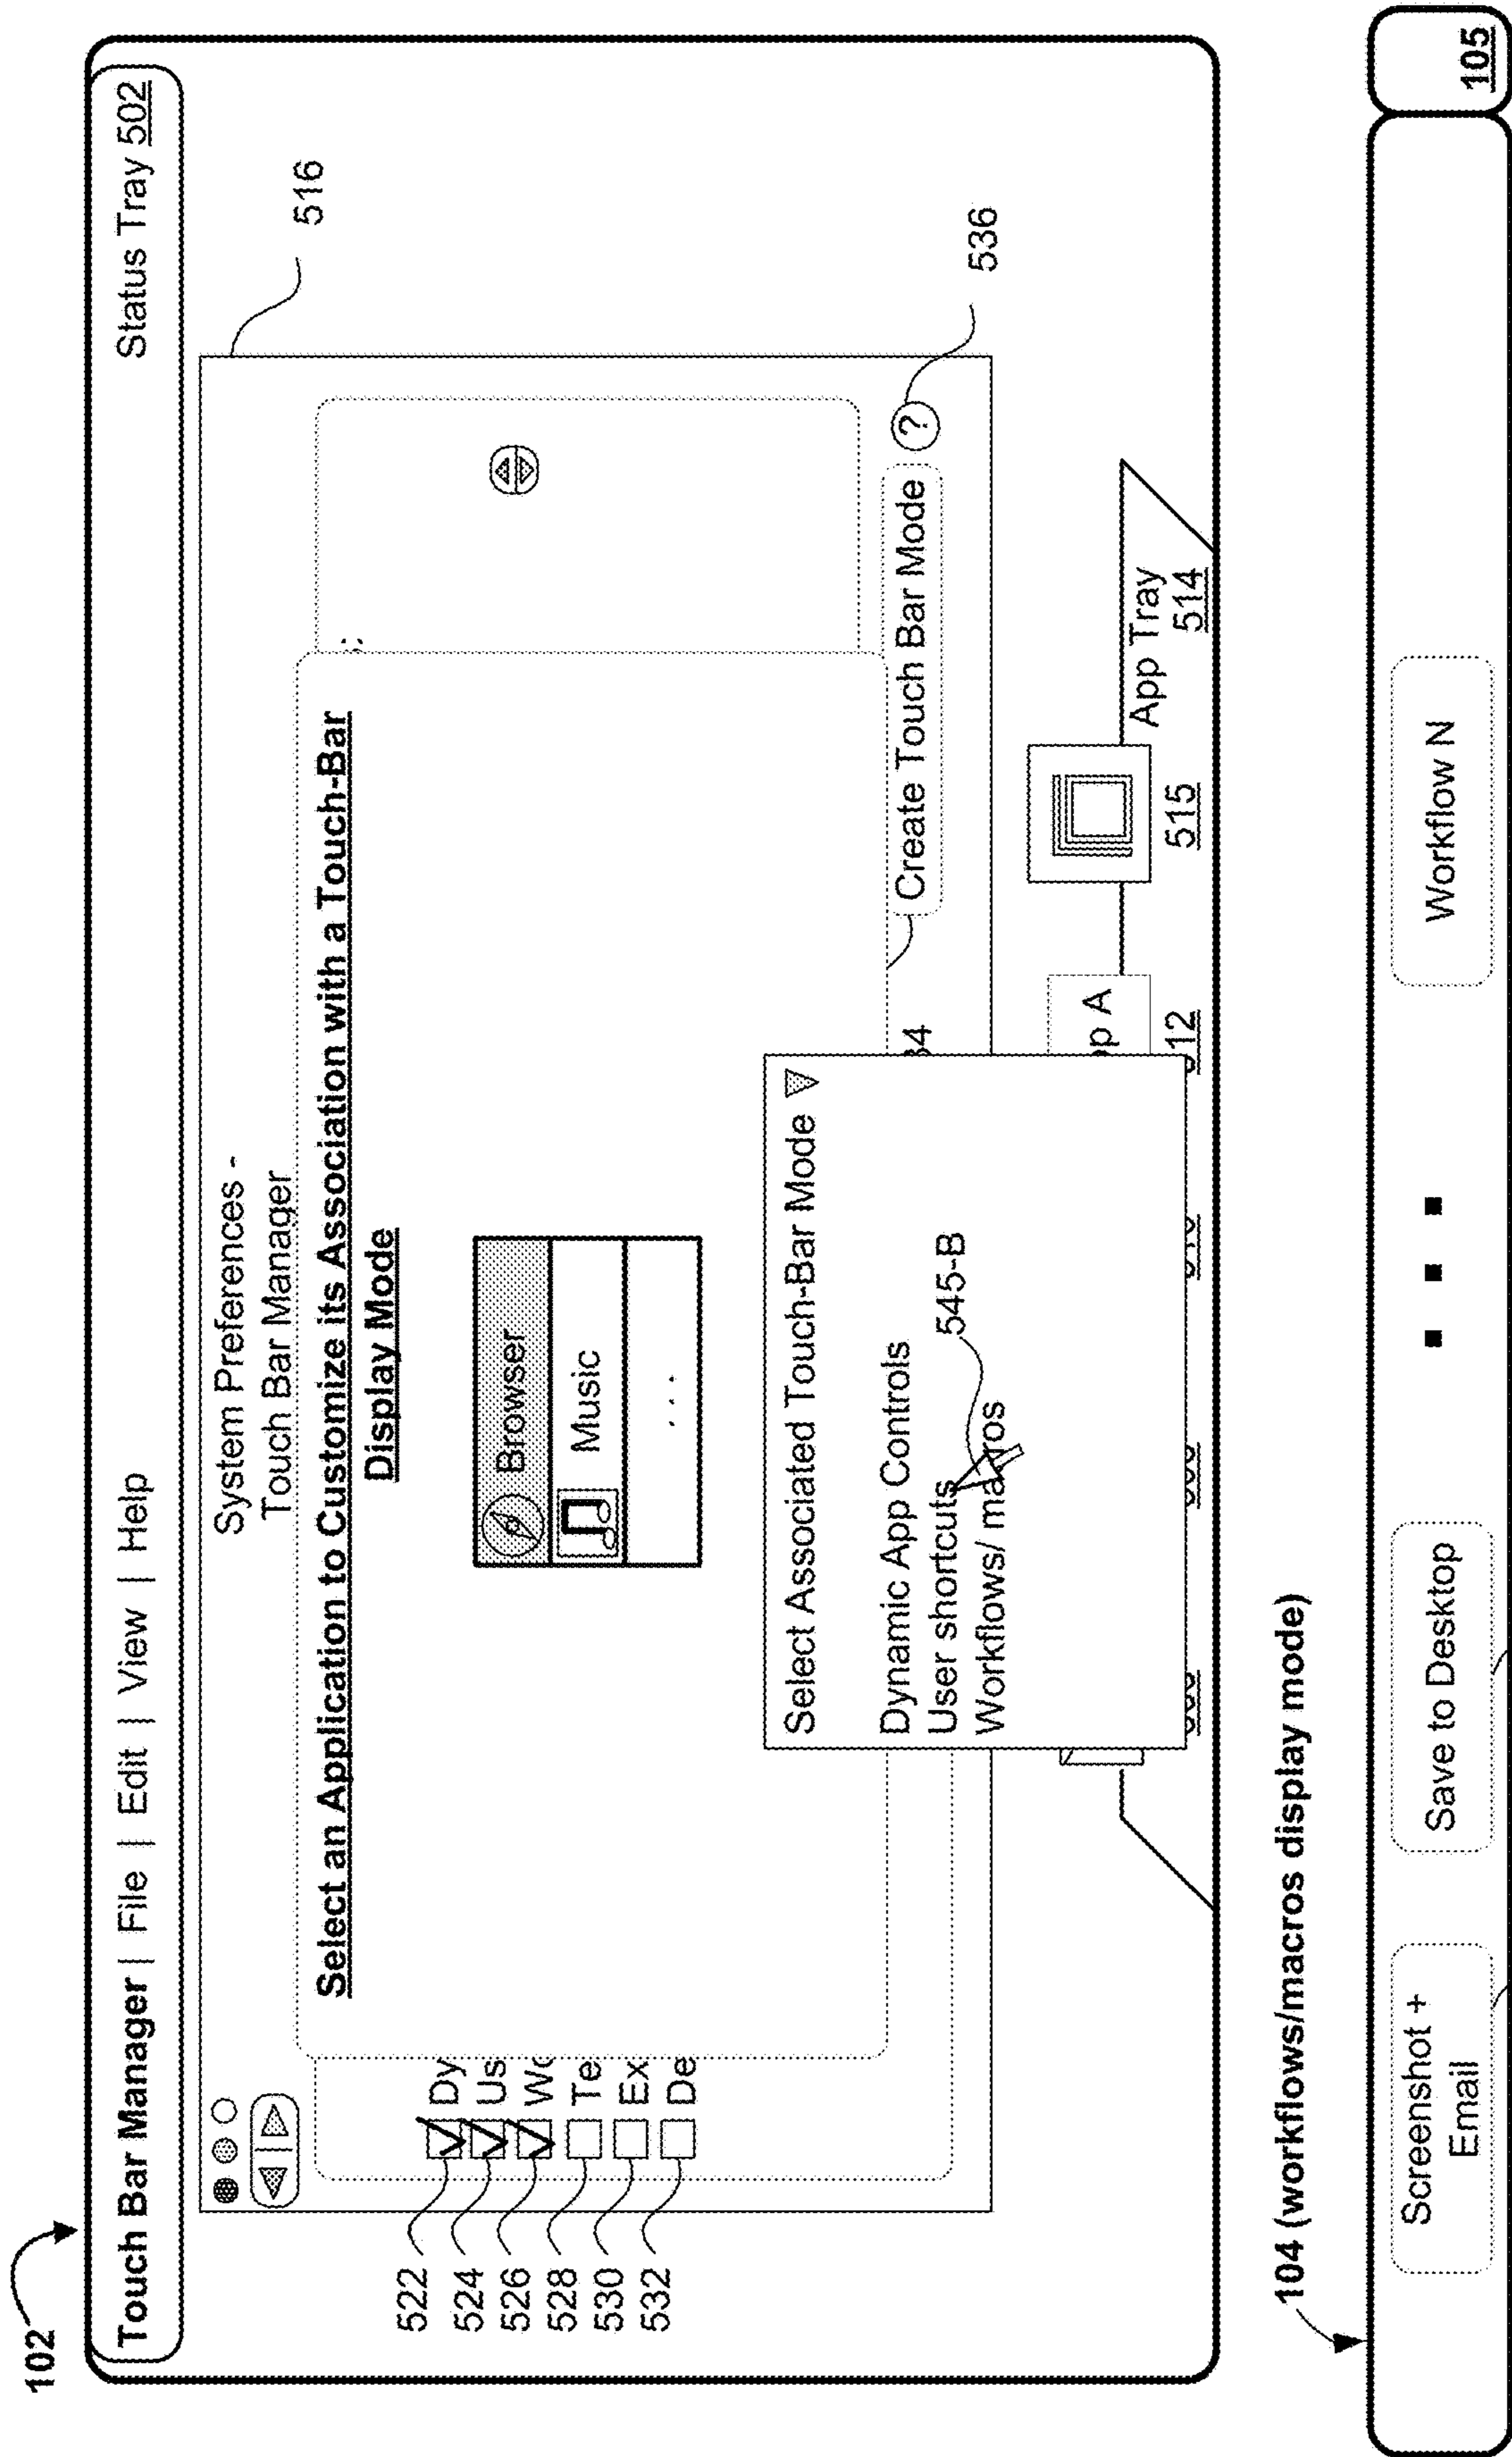 102
Touch Bar Manager | File | Edit | View | Help
Status Tray 502
System Preferences -
Touch Bar Manager
516
Select an Application to Customize its Association with a Touch-Bar
Display Mode
522
Dy
524
Us
526
Wo
528
Te
530
Ex
532
De
Browser
Music
...
Select Associated Touch-Bar Mode
Dynamic App Controls
User shortcuts
Workflows/ macros
545-B
34
Create Touch Bar Mode
?
536
pp A
12
515
App Tray
514
104 (workflows/macros display mode)
Screenshot +
Email
Save to Desktop
Workflow N
105